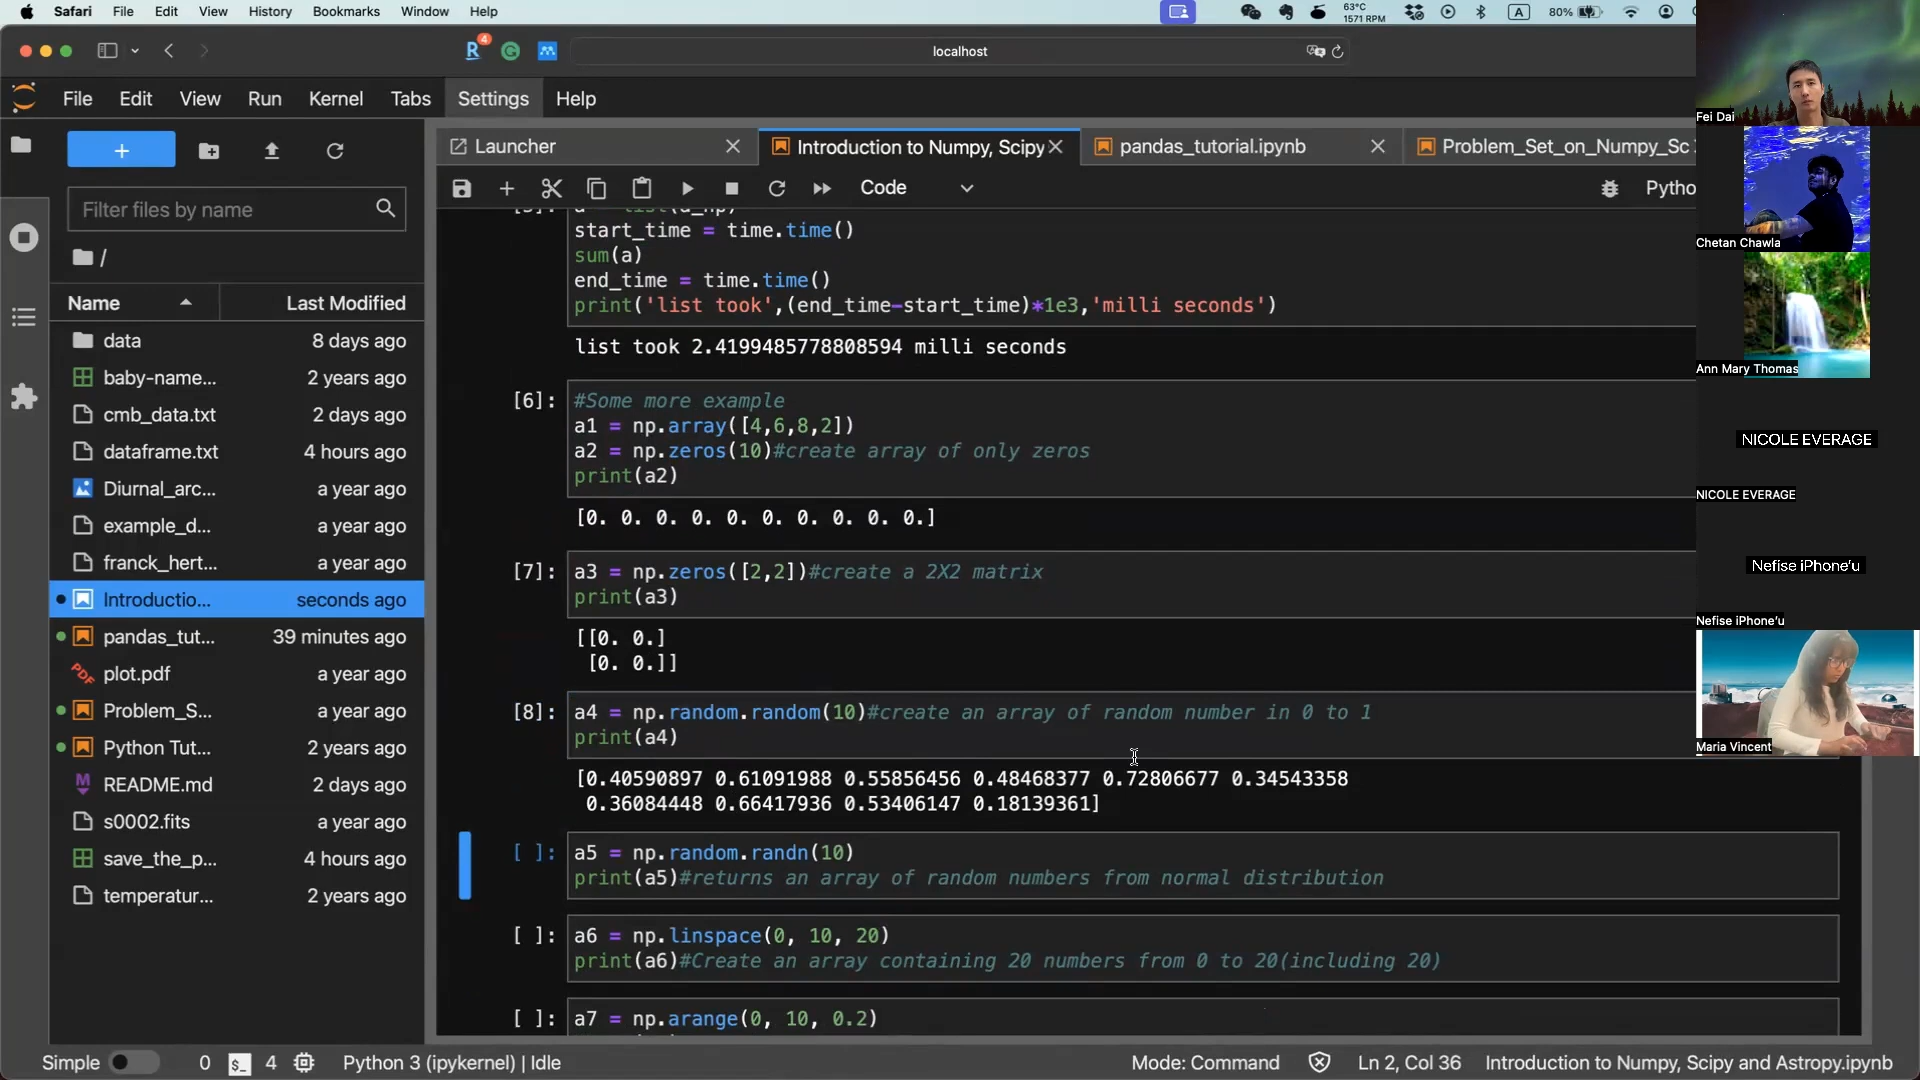 Safari File Edit View History Bookmarks Window Help
63°C
1571 RPM
A
80%
4
localhost
File Edit View Run Kernel Tabs Settings Help
Launcher
Introduction to Numpy, Scipy
pandas_tutorial.ipynb
Problem_Set_on_Numpy_Sc
Code
Pytho
Filter files by name
/
Name
Last Modified
data 8 days ago
baby-name... 2 years ago
cmb_data.txt 2 days ago
dataframe.txt 4 hours ago
Diurnal_arc... a year ago
example_d... a year ago
franck_hert... a year ago
Introductio... seconds ago
pandas_tut... 39 minutes ago
plot.pdf a year ago
Problem_S... a year ago
Python Tut... 2 years ago
README.md 2 days ago
s0002.fits a year ago
save_the_p... 4 hours ago
temperatur... 2 years ago
start_time = time.time()
sum(a)
end_time = time.time()
print('list took',(end_time-start_time)*1e3,'milli seconds')
list took 2.4199485778808594 milli seconds
[6]: #Some more example
a1 = np.array([4,6,8,2])
a2 = np.zeros(10)#create array of only zeros
print(a2)
[0. 0. 0. 0. 0. 0. 0. 0. 0. 0.]
[7]: a3 = np.zeros([2,2])#create a 2X2 matrix
print(a3)
[[0. 0.]
[0. 0.]]
[8]: a4 = np.random.random(10)#create an array of random number in 0 to 1
print(a4)
[0.40590897 0.61091988 0.55856456 0.48468377 0.72806677 0.34543358
0.36084448 0.66417936 0.53406147 0.18139361]
[ ]: a5 = np.random.randn(10)
print(a5)#returns an array of random numbers from normal distribution
[ ]: a6 = np.linspace(0, 10, 20)
print(a6)#Create an array containing 20 numbers from 0 to 20(including 20)
[ ]: a7 = np.arange(0, 10, 0.2)
Fei Dai
Chetan Chawla
Ann Mary Thomas
NICOLE EVERAGE
NICOLE EVERAGE
Nefise iPhone'u
Nefise iPhone'u
Maria Vincent
Simple 0 $_ 4 Python 3 (ipykernel) | Idle Mode: Command Ln 2, Col 36 Introduction to Numpy, Scipy and Astropy.ipynb